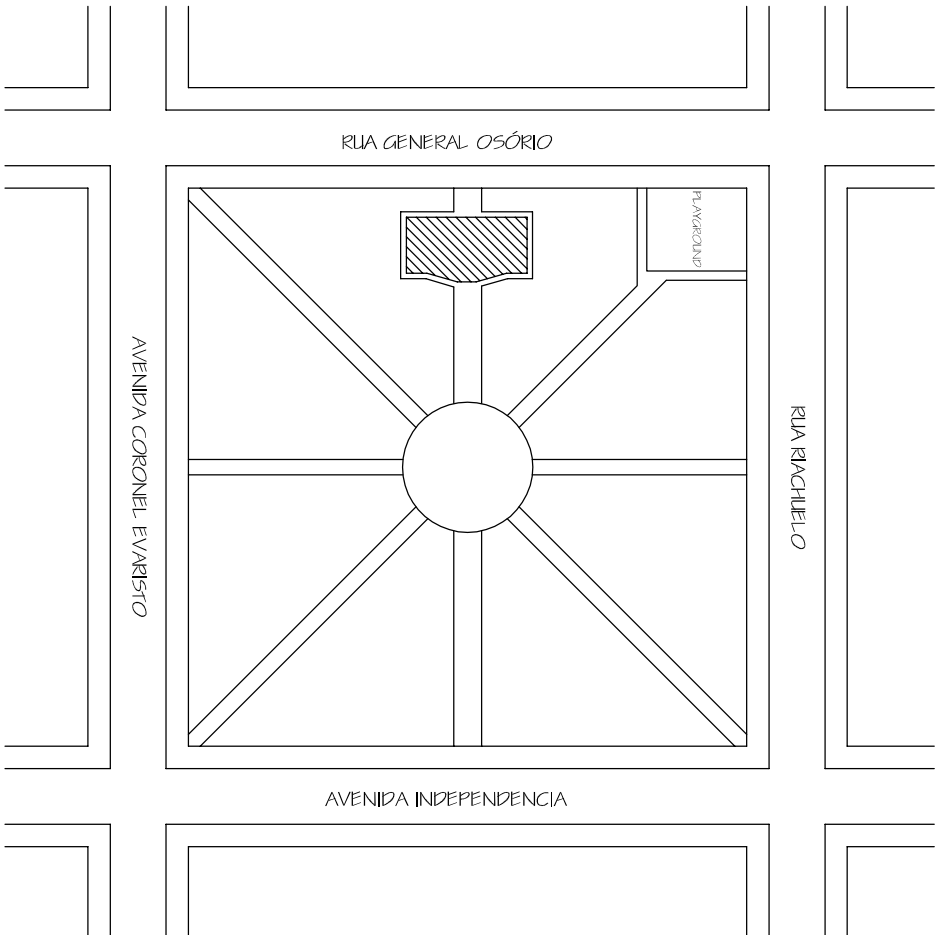 RUA GENERAL OSÓRIO
PLAYGROUND
AVENIDA CORONEL EVARISTO
RUA RIACHUELO
AVENIDA INDEPENDENCIA